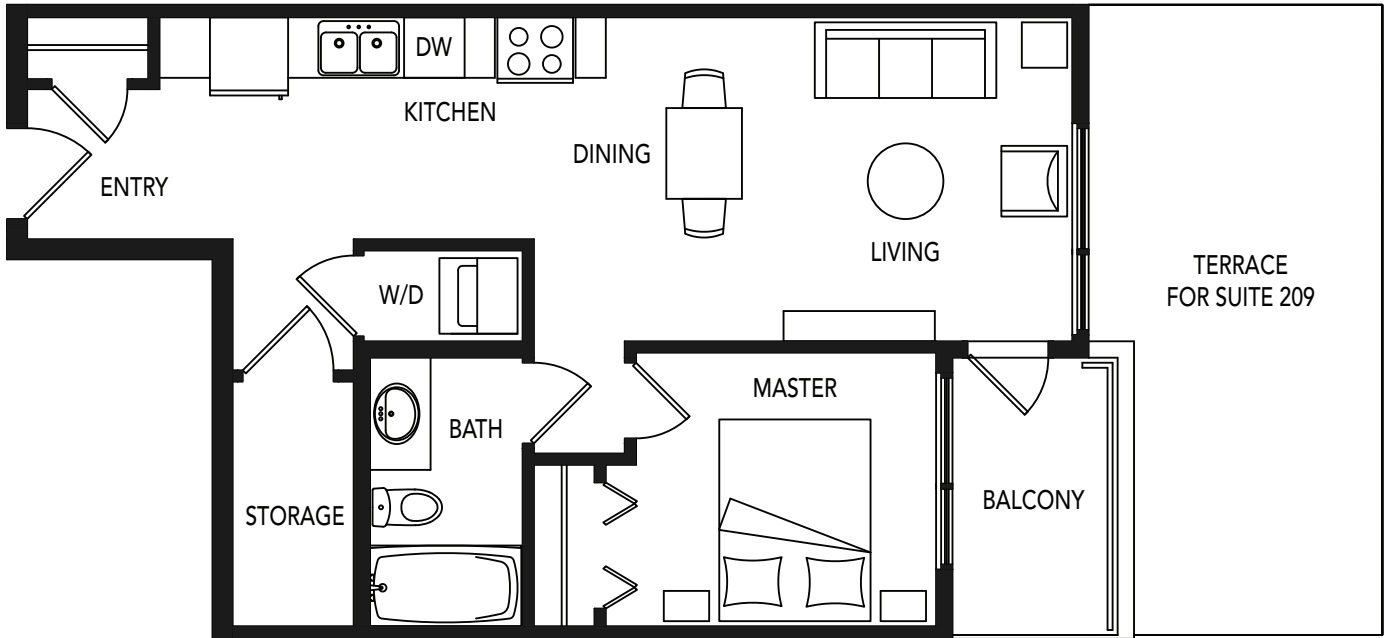 DW
KITCHEN
DINING
ENTRY
LIVING
TERRACE
FOR SUITE 209
W/D
MASTER
BATH
BALCONY
STORAGE